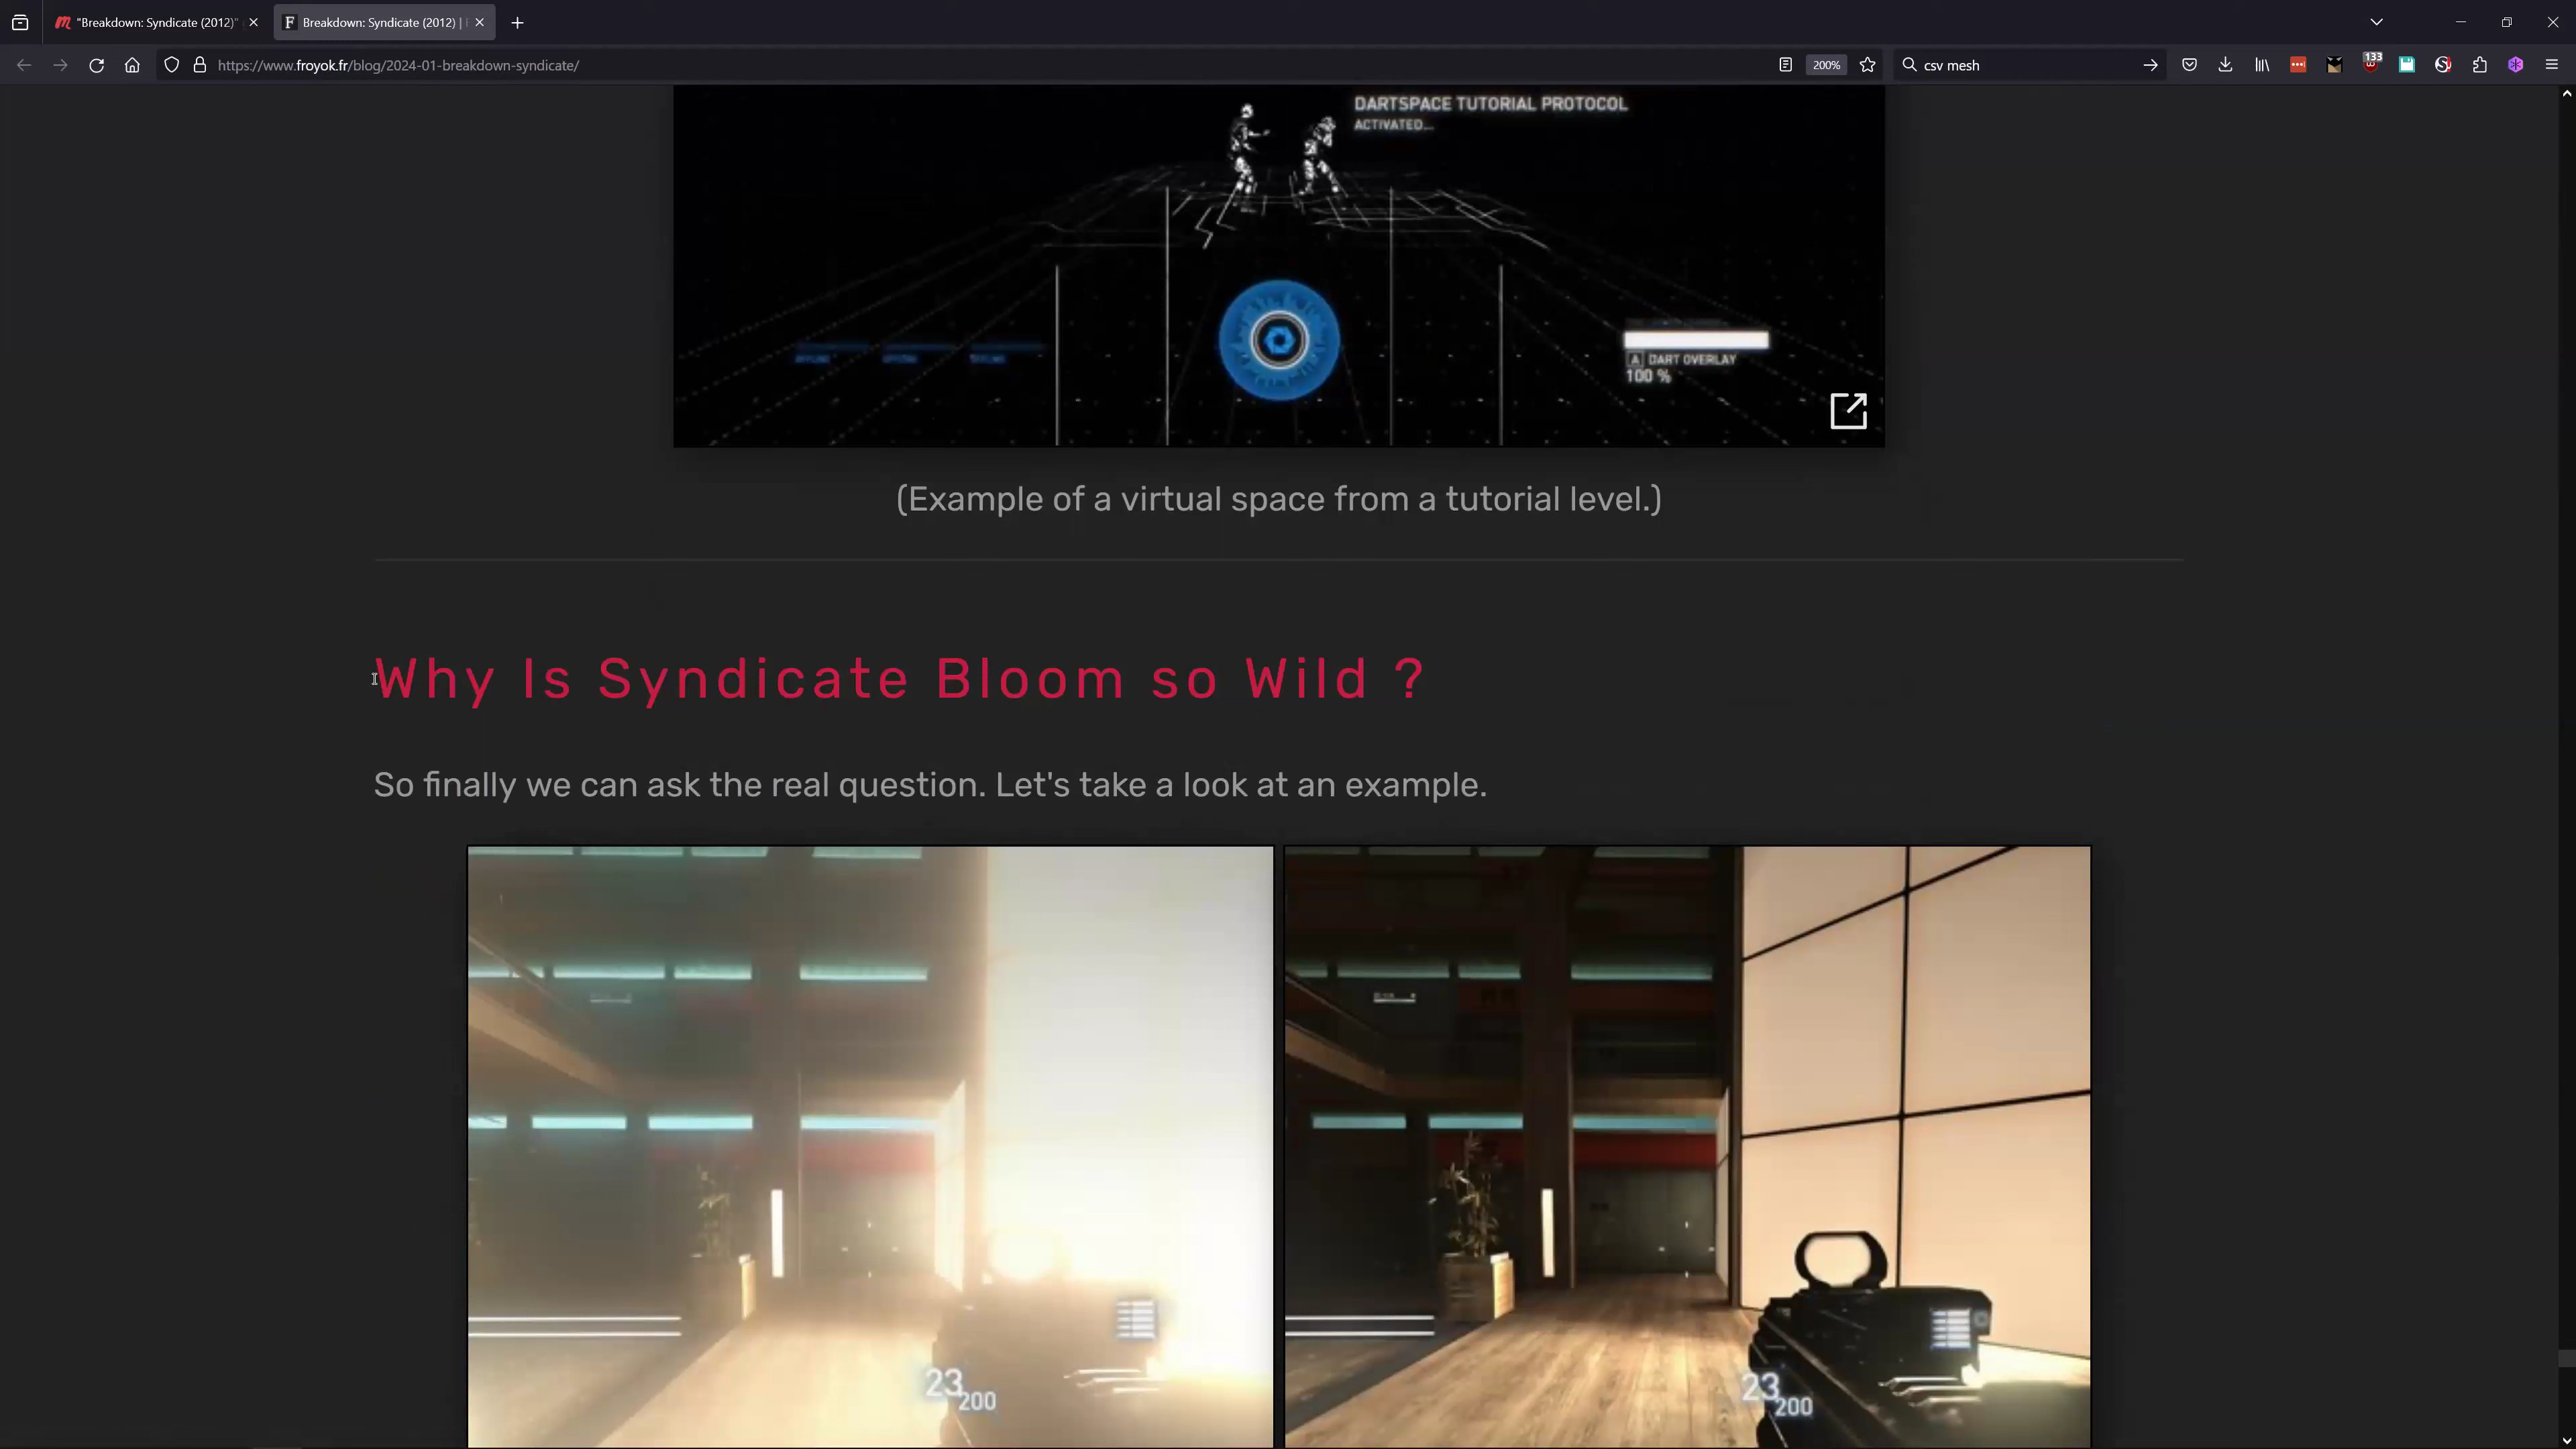 "Breakdown: Syndicate (2012)"
Breakdown: Syndicate (2012) |
https://www.froyok.fr/blog/2024-01-breakdown-syndicate/
200%
csv mesh
133
DARTSPACE TUTORIAL PROTOCOL
ACTIVATED...
A DART OVERLAY
100 %
(Example of a virtual space from a tutorial level.)
Why Is Syndicate Bloom so Wild ?
So finally we can ask the real question. Let's take a look at an example.
23 200
23 200